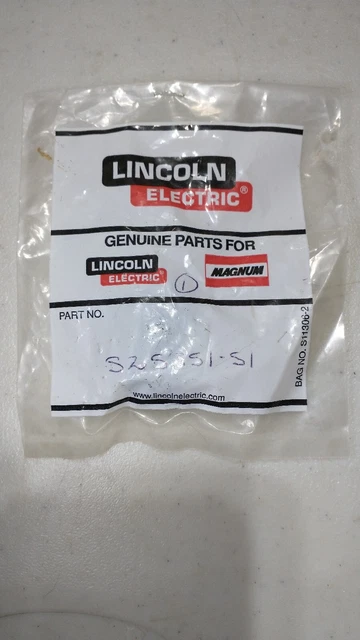 LINCOLN
ELECTRIC®
GENUINE PARTS FOR
LINCOLN
ELECTRIC
MAGNUM
1
PART NO.
S25151-51
BAG NO. S11306-2
www.lincolnelectric.com